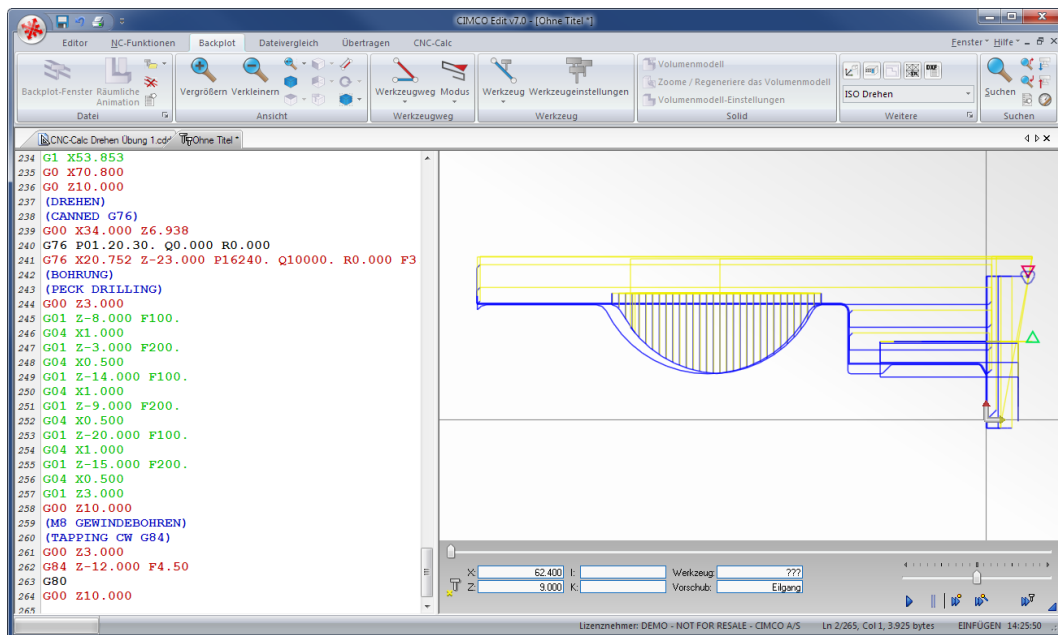 CIMCO Edit v7.0 - [Ohne Titel *]
Editor NC-Funktionen Backplot Dateivergleich Übertragen CNC-Calc Fenster Hilfe
Backplot-Fenster Räumliche Animation
Vergrößern Verkleinern
Werkzeugweg Modus
Werkzeug Werkzeugeinstellungen
Volumenmodell
Zoome / Regeneriere das Volumenmodell
Volumenmodell-Einstellungen
DXF
ISO Drehen
Suchen
Datei Ansicht Werkzeugweg Werkzeug Solid Weitere Suchen
CNC-Calc Drehen Übung 1.cdd Ohne Titel *
234 G1 X53.853
235 G0 X70.800
236 G0 Z10.000
237 (DREHEN)
238 (CANNED G76)
239 G00 X34.000 Z6.938
240 G76 P01.20.30. Q0.000 R0.000
241 G76 X20.752 Z-23.000 P16240. Q10000. R0.000 F3
242 (BOHRUNG)
243 (PECK DRILLING)
244 G00 Z3.000
245 G01 Z-8.000 F100.
246 G04 X1.000
247 G01 Z-3.000 F200.
248 G04 X0.500
249 G01 Z-14.000 F100.
250 G04 X1.000
251 G01 Z-9.000 F200.
252 G04 X0.500
253 G01 Z-20.000 F100.
254 G04 X1.000
255 G01 Z-15.000 F200.
256 G04 X0.500
257 G01 Z3.000
258 G00 Z10.000
259 (M8 GEWINDEBOHREN)
260 (TAPPING CW G84)
261 G00 Z3.000
262 G84 Z-12.000 F4.50
263 G80
264 G00 Z10.000
265
X: 62.400 I: Werkzeug: ???
Z: 9.000 K: Vorschub: Eilgang
Lizenznehmer: DEMO - NOT FOR RESALE - CIMCO A/S Ln 2/265, Col 1, 3.925 bytes EINFÜGEN 14:25:50